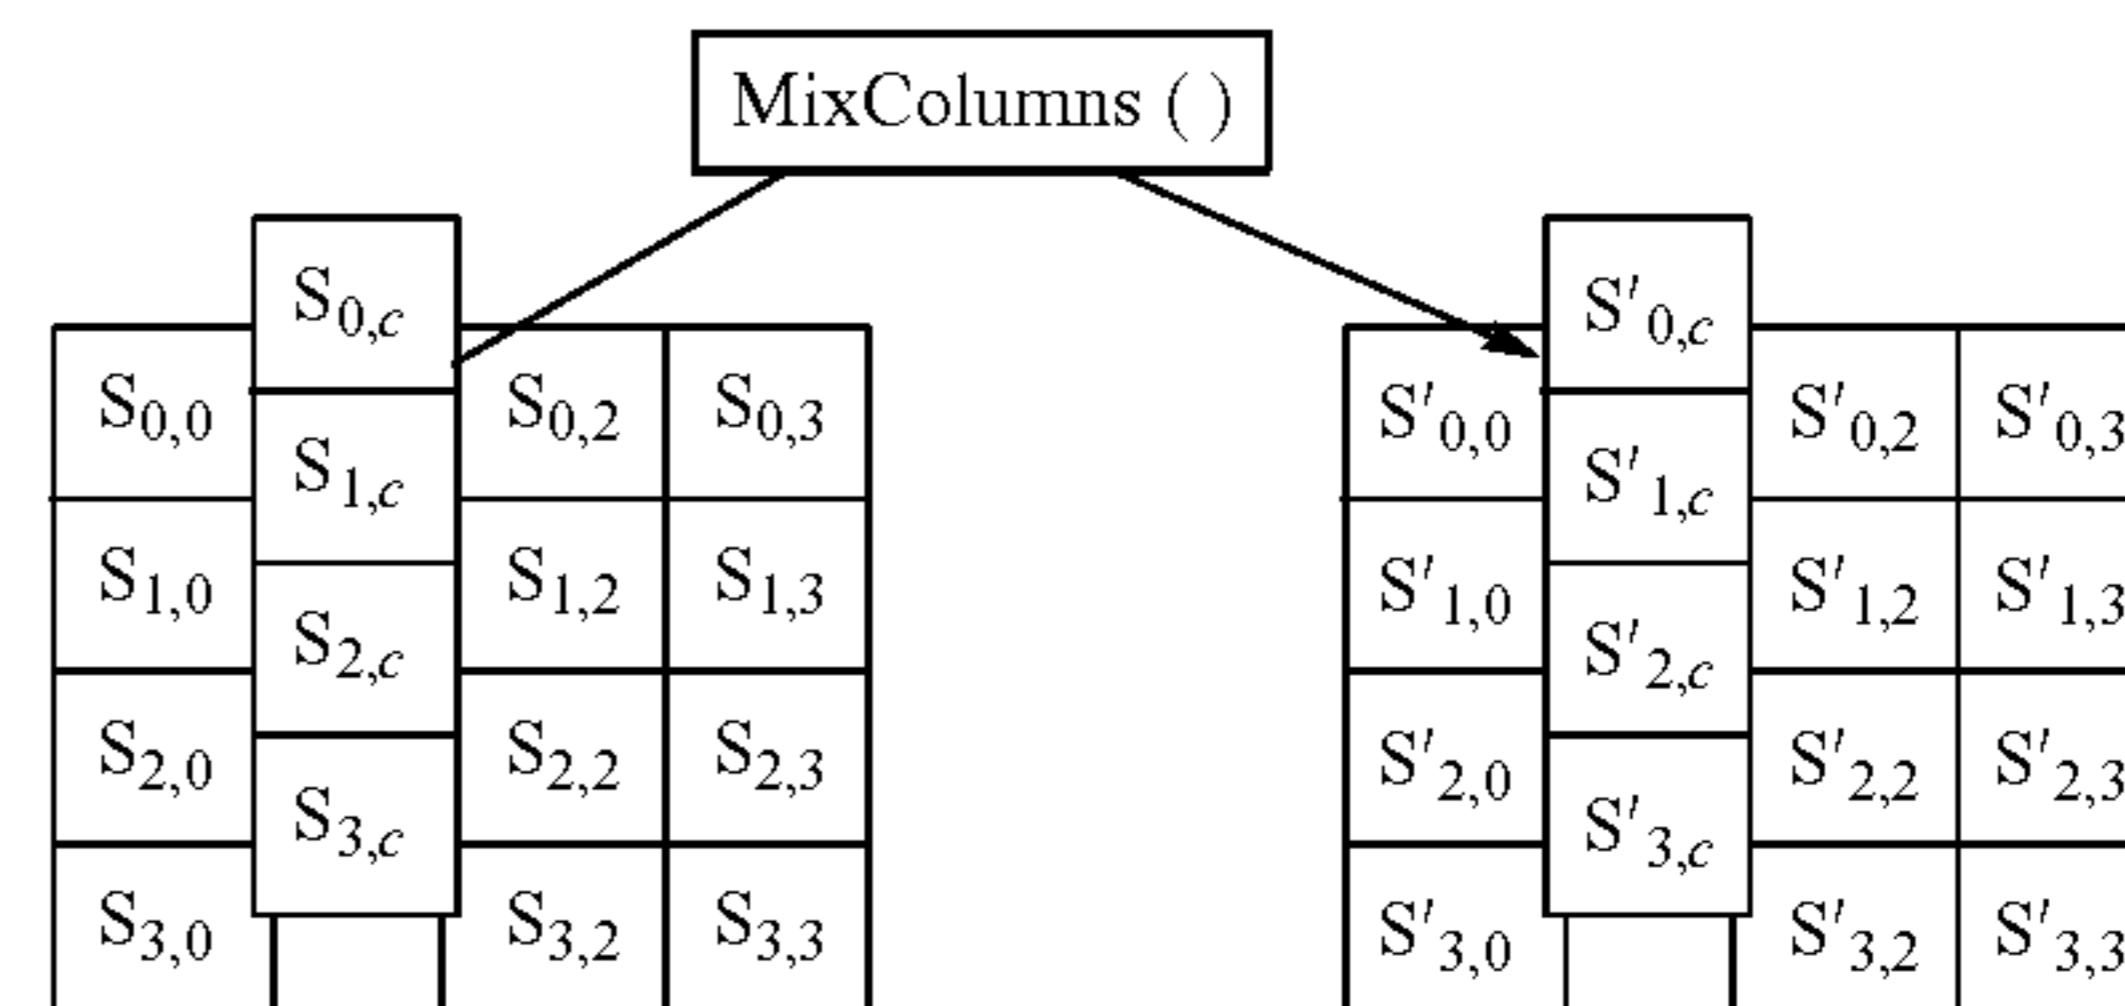 MixColumns ( )
S0,c
S'0,c
S0,0 S0,2 S0,3
S'0,0 S'0,2 S'0,3
S1,c
S'1,c
S1,0 S1,2 S1,3
S'1,0 S'1,2 S'1,3
S2,c
S'2,c
S2,0 S2,2 S2,3
S'2,0 S'2,2 S'2,3
S3,c
S'3,c
S3,0 S3,2 S3,3
S'3,0 S'3,2 S'3,3